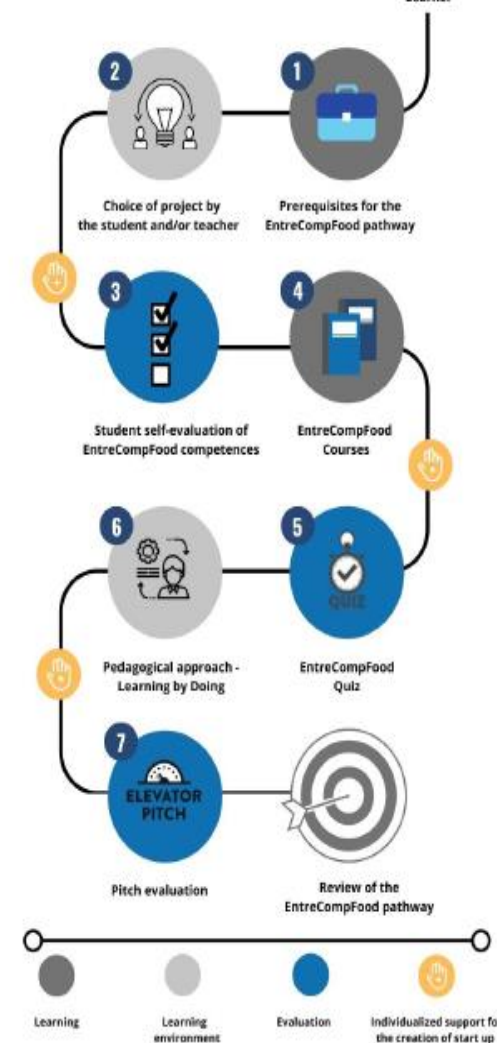 2
1
Choice of project by
the student and/or teacher
Prerequisites for the
EntreCompFood pathway
3
4
Student self-evaluation of
EntreCompFood competences
EntreCompFood
Courses
6
5
QUIZ
Pedagogical approach -
Learning by Doing
EntreCompFood
Quiz
7
ELEVATOR
PITCH
Pitch evaluation
Review of the
EntreCompFood pathway
Learning
Learning
environment
Evaluation
Individualized support fo
the creation of start up